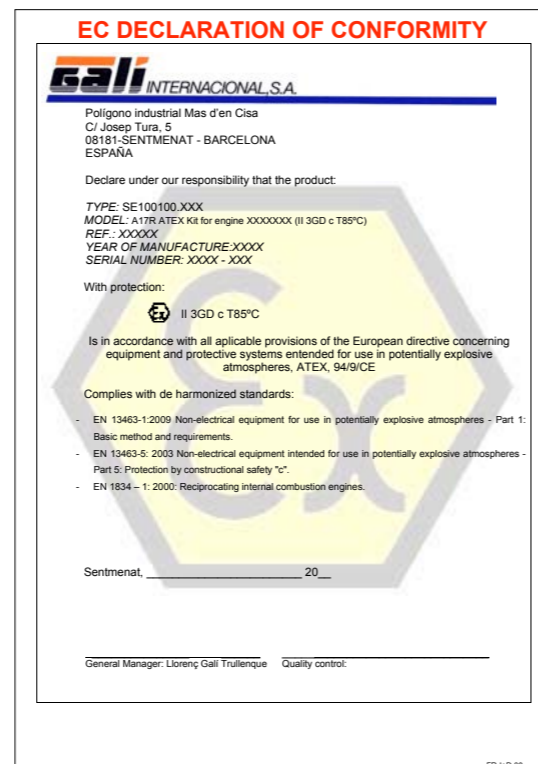 EC DECLARATION OF CONFORMITY
Gali INTERNACIONAL,S.A.
Polígono industrial Mas d'en Cisa
C/ Josep Tura, 5
08181-SENTMENAT - BARCELONA
ESPAÑA
Declare under our responsibility that the product:
TYPE: SE100100.XXX
MODEL: A17R ATEX Kit for engine XXXXXXX (II 3GD c T85ºC)
REF.: XXXXX
YEAR OF MANUFACTURE:XXXX
SERIAL NUMBER: XXXX - XXX
With protection:
Ex II 3GD c T85ºC
Is in accordance with all aplicable provisions of the European directive concerning
equipment and protective systems entended for use in potentially explosive
atmospheres, ATEX, 94/9/CE
Complies with de harmonized standards:
- EN 13463-1:2009 Non-electrical equipment for use in potentially explosive atmospheres - Part 1:
Basic method and requirements.
- EN 13463-5: 2003 Non-electrical equipment intended for use in potentially explosive atmospheres -
Part 5: Protection by constructional safety "c".
- EN 1834 – 1: 2000: Reciprocating internal combustion engines.
Sentmenat, ________________________ 20__
General Manager: Llorenç Galí Trullenque Quality control: